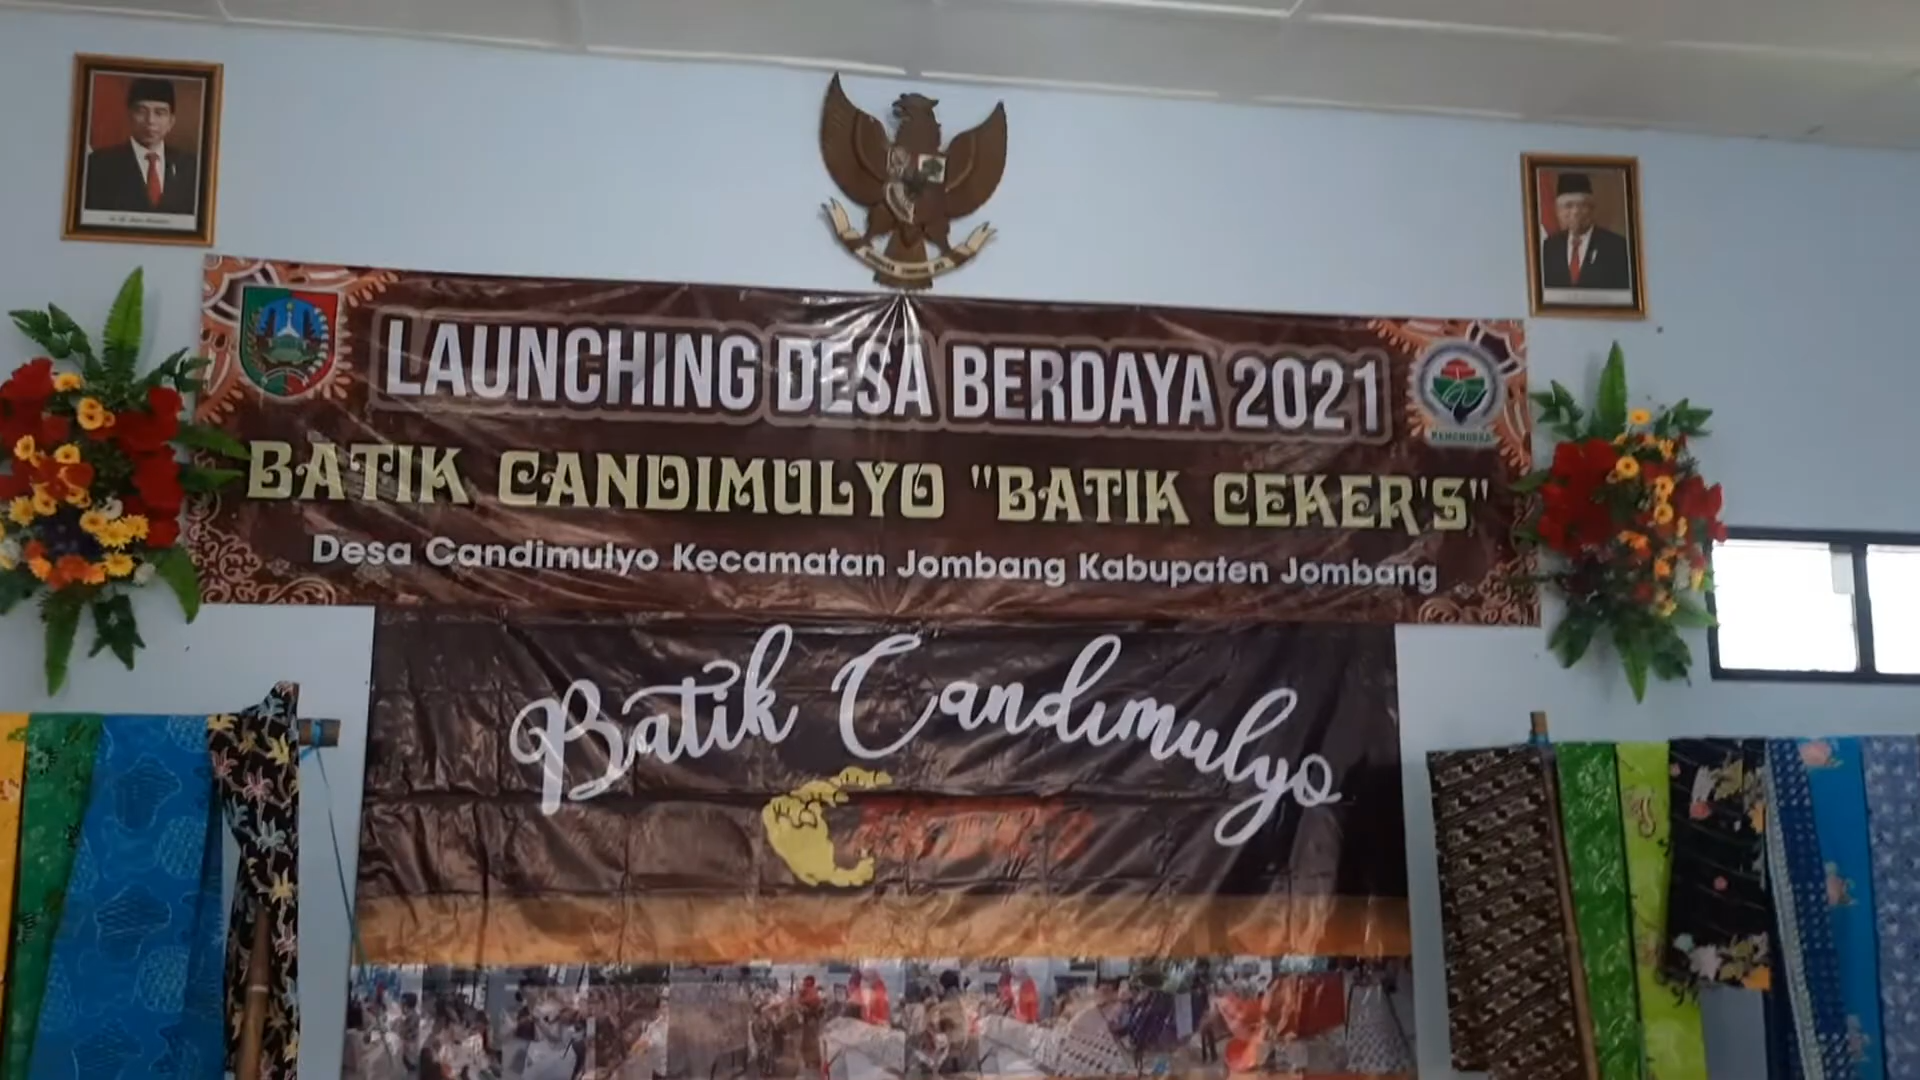 LAUNCHING DESA BERDAYA 2021
BATIK CANDIMULYO "BATIK CEKER'S"
Desa Candimulyo Kecamatan Jombang Kabupaten Jombang
Batik Candimulyo